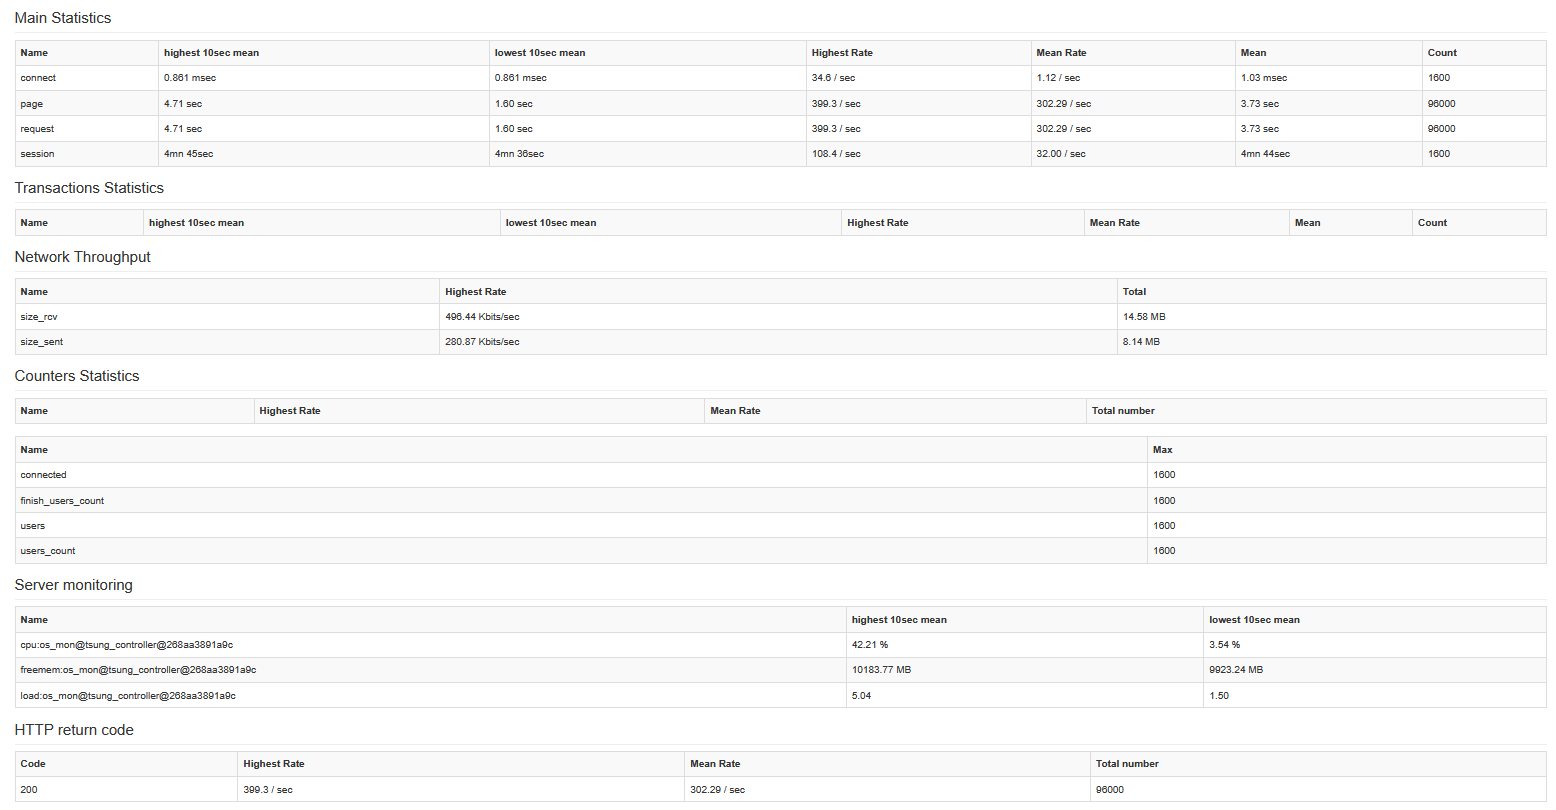 Main Statistics
Name highest 10sec mean lowest 10sec mean Highest Rate Mean Rate Mean Count
connect 0.861 msec 0.861 msec 34.6 / sec 1.12 / sec 1.03 msec 1600
page 4.71 sec 1.60 sec 399.3 / sec 302.29 / sec 3.73 sec 96000
request 4.71 sec 1.60 sec 399.3 / sec 302.29 / sec 3.73 sec 96000
session 4mn 45sec 4mn 36sec 108.4 / sec 32.00 / sec 4mn 44sec 1600
Transactions Statistics
Name highest 10sec mean lowest 10sec mean Highest Rate Mean Rate Mean Count
Network Throughput
Name Highest Rate Total
size_rcv 496.44 Kbits/sec 14.58 MB
size_sent 280.87 Kbits/sec 8.14 MB
Counters Statistics
Name Highest Rate Mean Rate Total number
Name Max
connected 1600
finish_users_count 1600
users 1600
users_count 1600
Server monitoring
Name highest 10sec mean lowest 10sec mean
cpu:os_mon@tsung_controller@268aa3891a9c 42.21 % 3.54 %
freemem:os_mon@tsung_controller@268aa3891a9c 10183.77 MB 9923.24 MB
load:os_mon@tsung_controller@268aa3891a9c 5.04 1.50
HTTP return code
Code Highest Rate Mean Rate Total number
200 399.3 / sec 302.29 / sec 96000